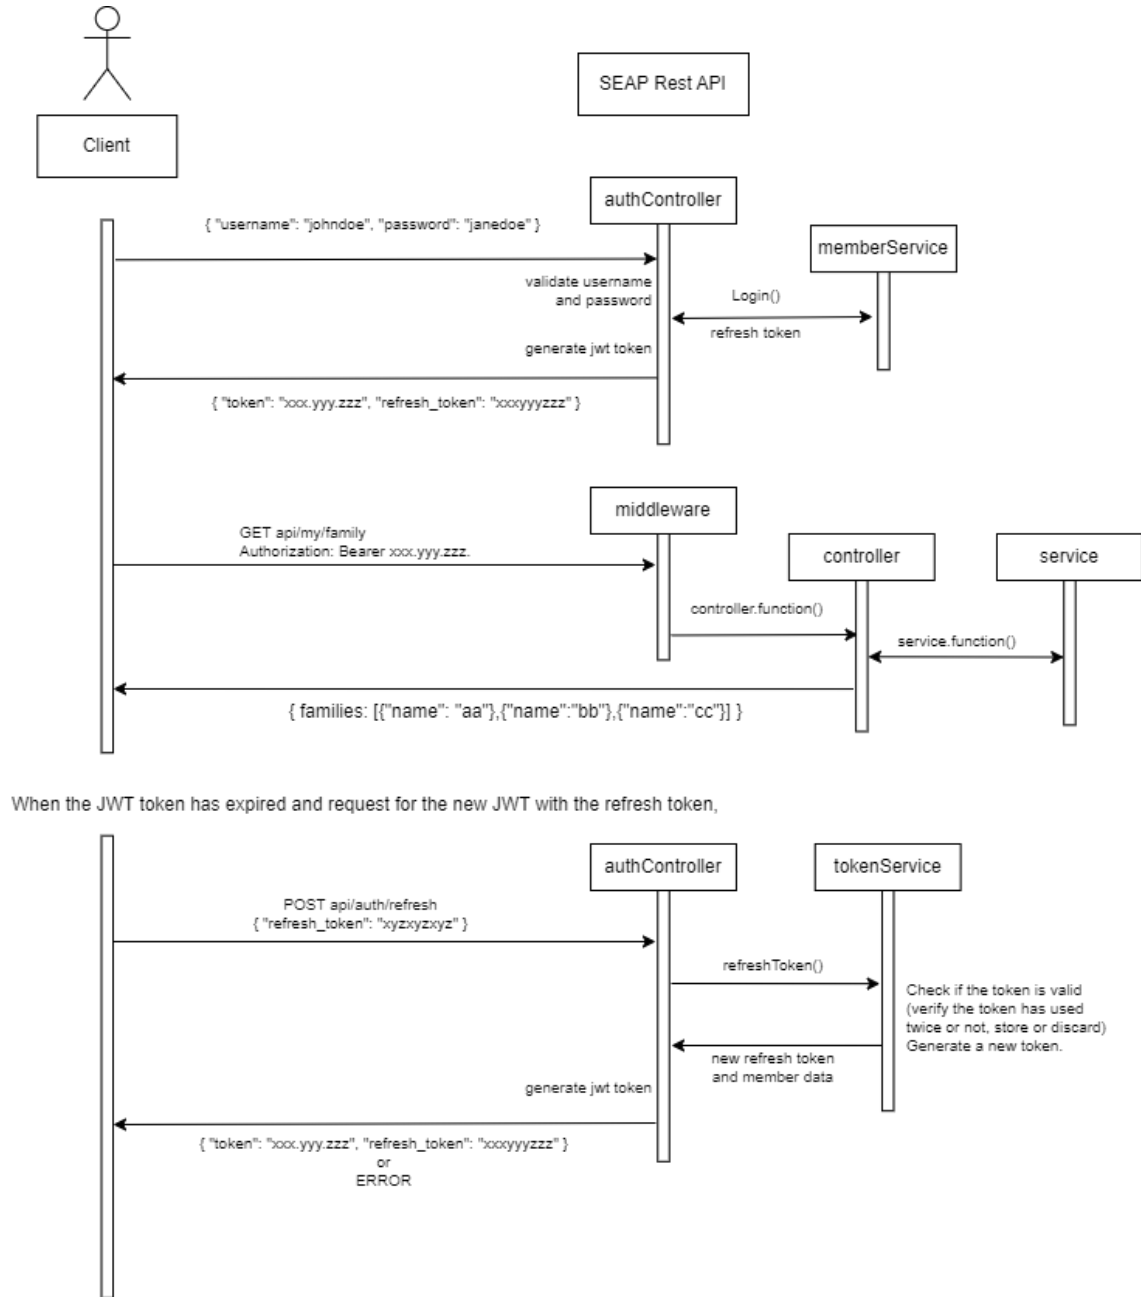 SEAP Rest API
Client
authController
{ "username": "johndoe", "password": "janedoe" }
memberService
validate username
and password
Login()
refresh token
generate jwt token
{ "token": "xxx.yyy.zzz", "refresh_token": "xxxyyyzzz" }
middleware
GET api/my/family
Authorization: Bearer xxx.yyy.zzz.
controller
service
controller.function()
service.function()
{ families: [{"name": "aa"},{"name":"bb"},{"name":"cc"}] }
When the JWT token has expired and request for the new JWT with the refresh token,
authController
tokenService
POST api/auth/refresh
{ "refresh_token": "xyzxyzxyz" }
refreshToken()
Check if the token is valid
(verify the token has used
twice or not, store or discard)
Generate a new token.
new refresh token
and member data
generate jwt token
{ "token": "xxx.yyy.zzz", "refresh_token": "xxxyyyzzz" }
or
ERROR